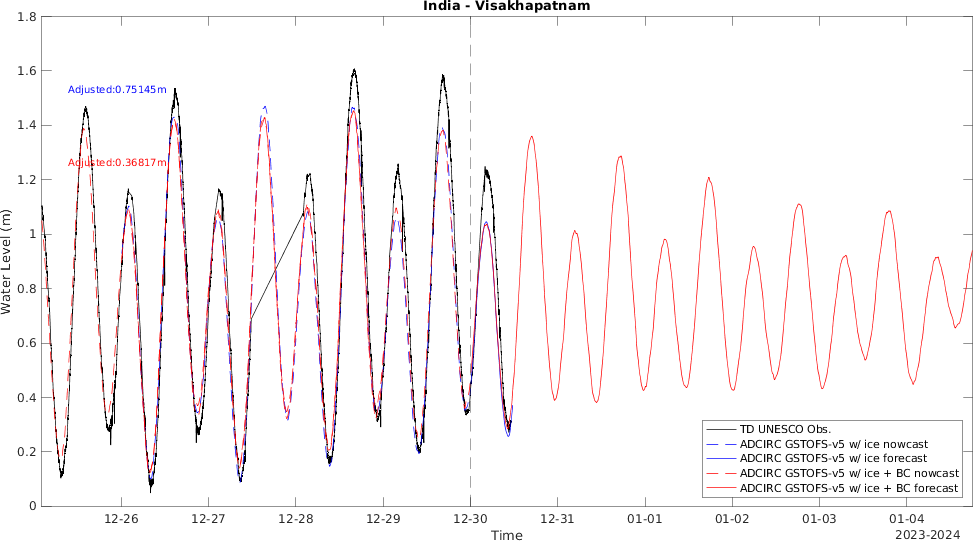 India - Visakhapatnam
1.8
1.6
1.4
1.2
1
0.8
0.6
0.4
0.2
0
Water Level (m)
Adjusted:0.75145m
Adjusted:0.36817m
TD UNESCO Obs.
ADCIRC GSTOFS-v5 w/ ice nowcast
ADCIRC GSTOFS-v5 w/ ice forecast
ADCIRC GSTOFS-v5 w/ ice + BC nowcast
ADCIRC GSTOFS-v5 w/ ice + BC forecast
12-26 12-27 12-28 12-29 12-30 12-31 01-01 01-02 01-03 01-04
Time
2023-2024